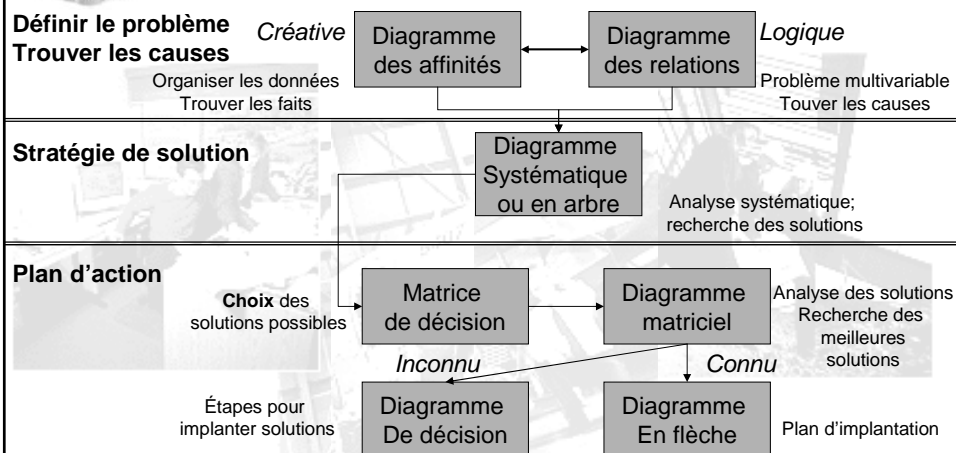 Définir le problème
Trouver les causes
Créative
Diagramme
des affinités
Diagramme
des relations
Logique
Organiser les données
Trouver les faits
Problème multivariable
Touver les causes
Stratégie de solution
Diagramme
Systématique
ou en arbre
Analyse systématique;
recherche des solutions
Plan d'action
Choix des
solutions possibles
Matrice
de décision
Diagramme
matriciel
Analyse des solutions
Recherche des
meilleures
solutions
Inconnu
Connu
Étapes pour
implanter solutions
Diagramme
De décision
Diagramme
En flèche
Plan d'implantation